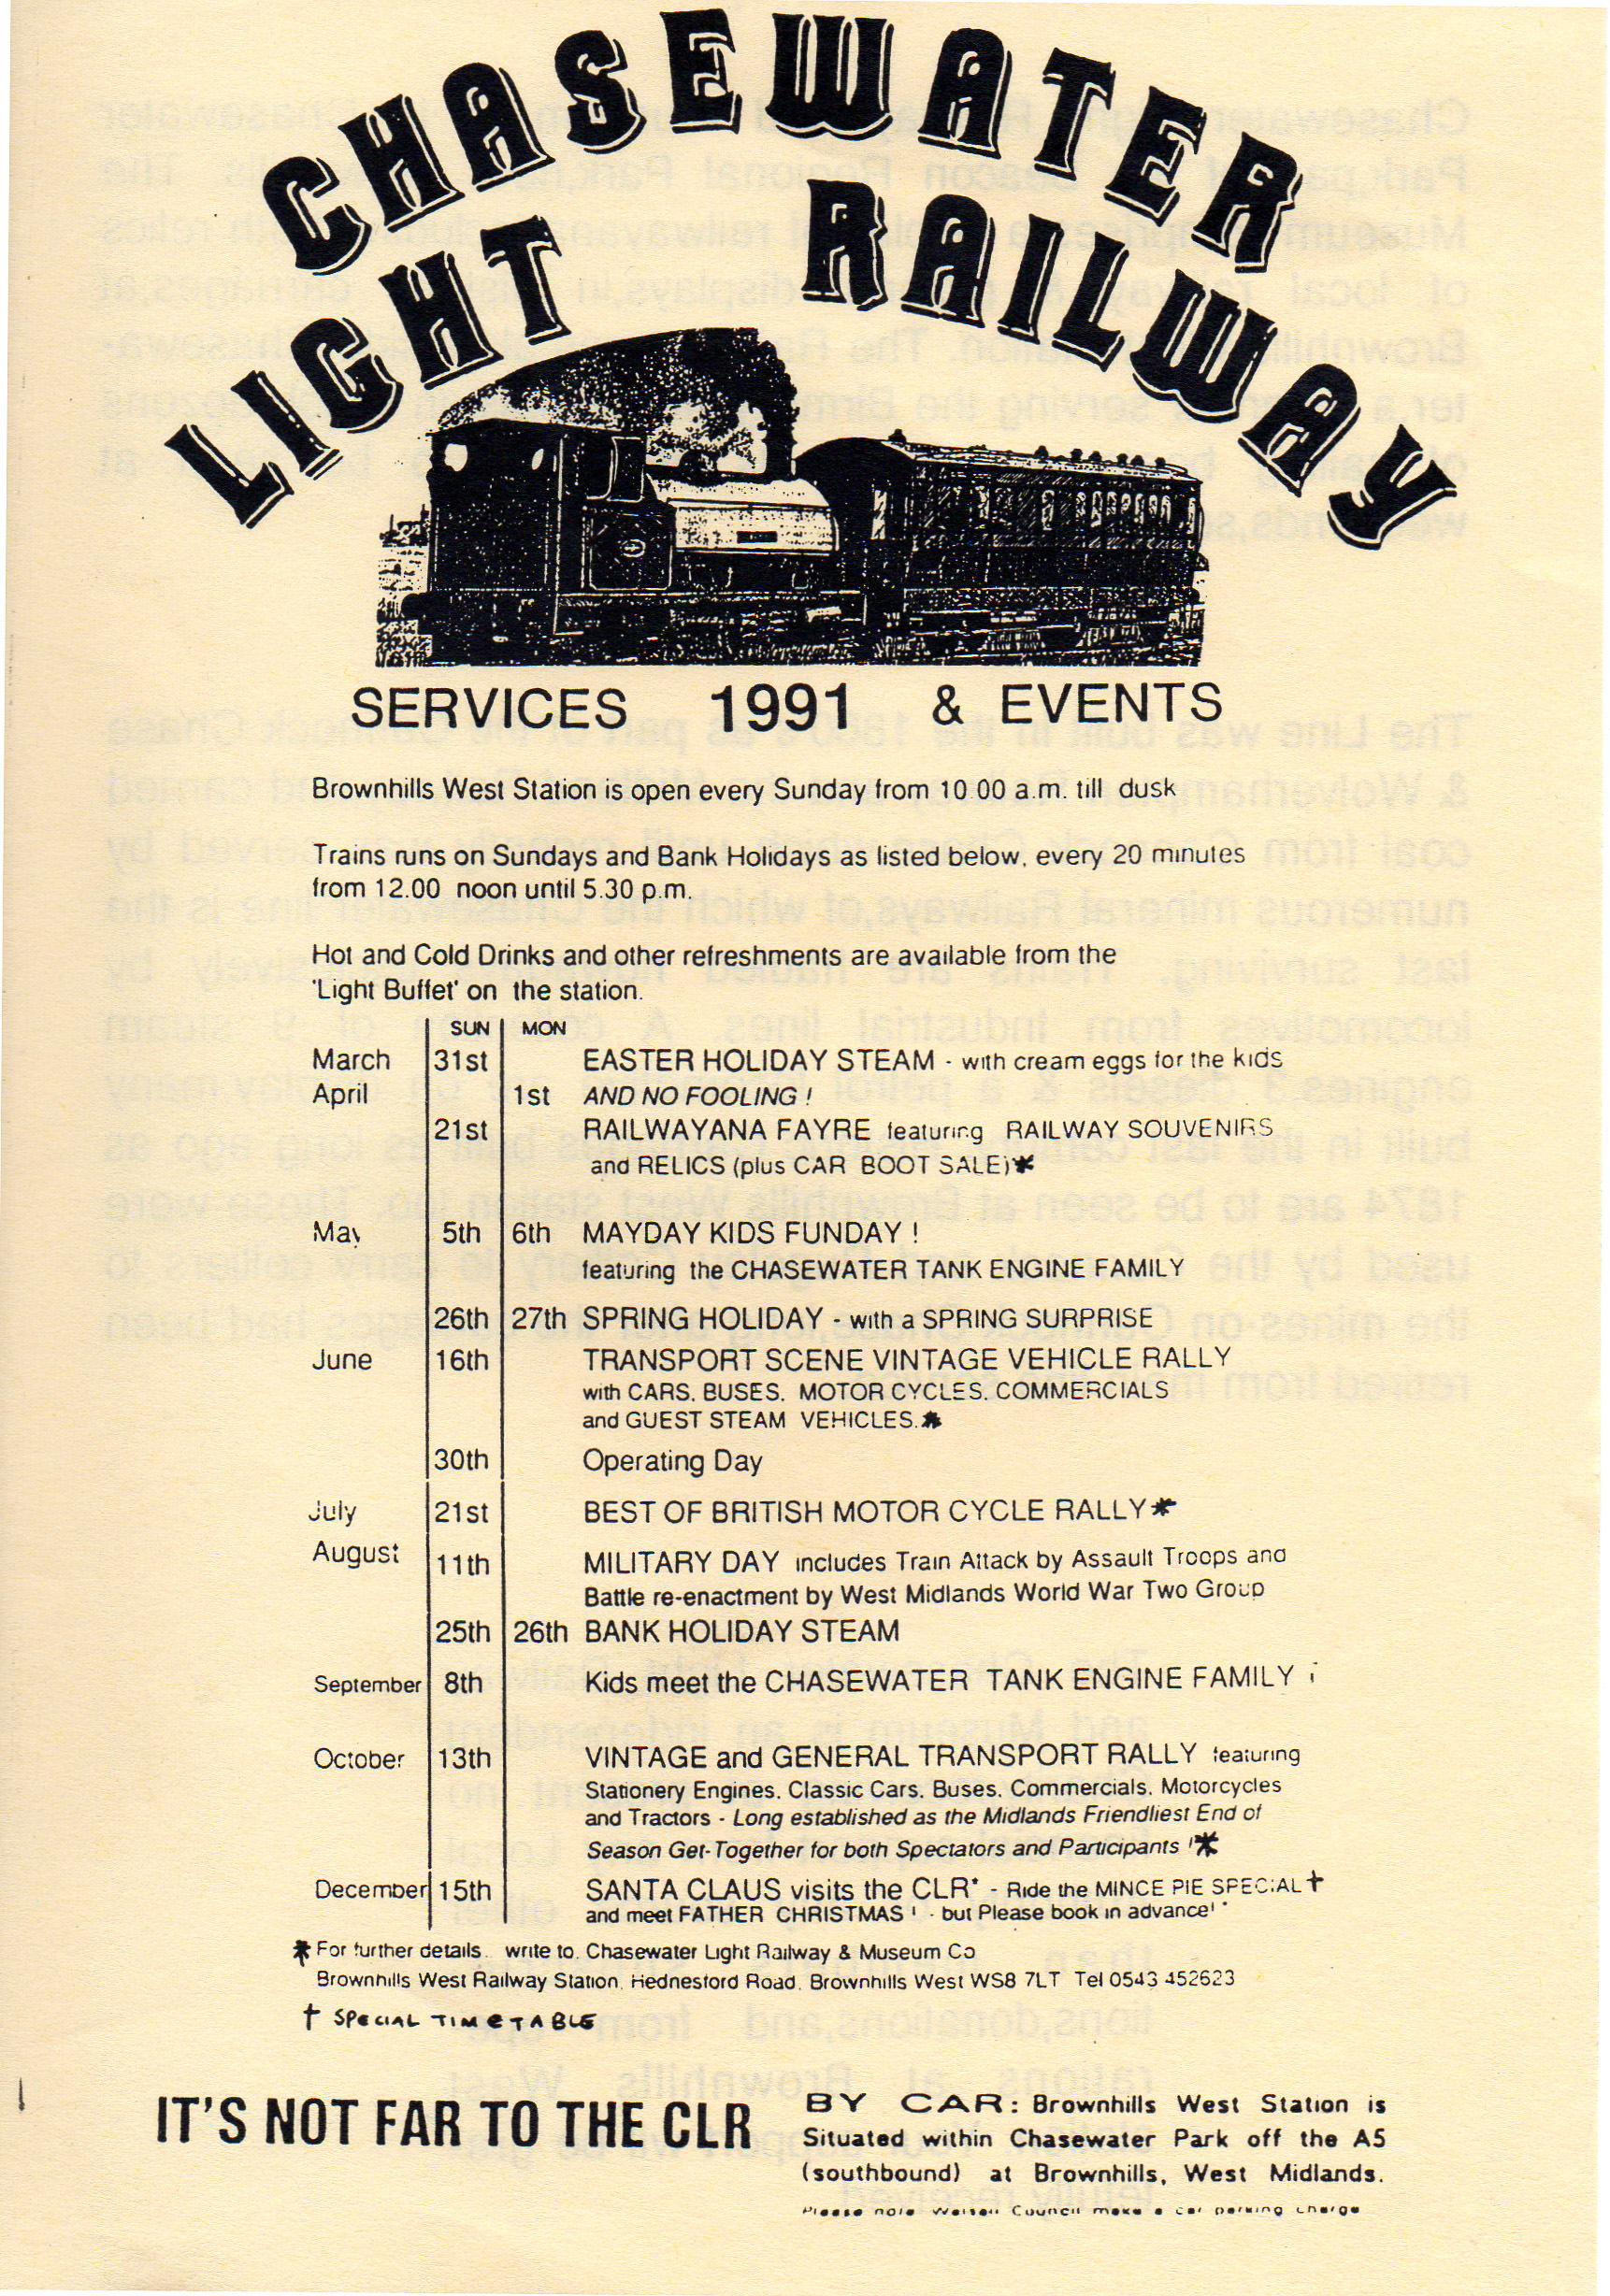 CHASEWATER
LIGHT RAILWAY
SERVICES 1991 & EVENTS
Brownhills West Station is open every Sunday from 10.00 a.m. till dusk
Trains runs on Sundays and Bank Holidays as listed below, every 20 minutes
from 12.00 noon until 5.30 p.m.
Hot and Cold Drinks and other refreshments are available from the
'Light Buffet' on the station.
SUN MON
March 31st EASTER HOLIDAY STEAM - with cream eggs for the kids
April 1st AND NO FOOLING !
21st RAILWAYANA FAYRE featuring RAILWAY SOUVENIRS
and RELICS (plus CAR BOOT SALE)*
May 5th 6th MAYDAY KIDS FUNDAY !
featuring the CHASEWATER TANK ENGINE FAMILY
26th 27th SPRING HOLIDAY - with a SPRING SURPRISE
June 16th TRANSPORT SCENE VINTAGE VEHICLE RALLY
with CARS, BUSES, MOTOR CYCLES, COMMERCIALS
and GUEST STEAM VEHICLES.*
30th Operating Day
July 21st BEST OF BRITISH MOTOR CYCLE RALLY*
August 11th MILITARY DAY includes Train Attack by Assault Troops and
Battle re-enactment by West Midlands World War Two Group
25th 26th BANK HOLIDAY STEAM
September 8th Kids meet the CHASEWATER TANK ENGINE FAMILY !
October 13th VINTAGE and GENERAL TRANSPORT RALLY featuring
Stationery Engines, Classic Cars, Buses, Commercials, Motorcycles
and Tractors - Long established as the Midlands Friendliest End of
Season Get-Together for both Spectators and Participants !*
December 15th SANTA CLAUS visits the CLR* - Ride the MINCE PIE SPECIAL †
and meet FATHER CHRISTMAS ! - but Please book in advance! *
* For further details, write to. Chasewater Light Railway & Museum Co
Brownhills West Railway Station, Hednesford Road, Brownhills West WS8 7LT Tel 0543 452623
† SPECIAL TIMETABLE
IT'S NOT FAR TO THE CLR
BY CAR: Brownhills West Station is
Situated within Chasewater Park off the A5
(southbound) at Brownhills, West Midlands.
Please note Walsall Council make a car parking charge